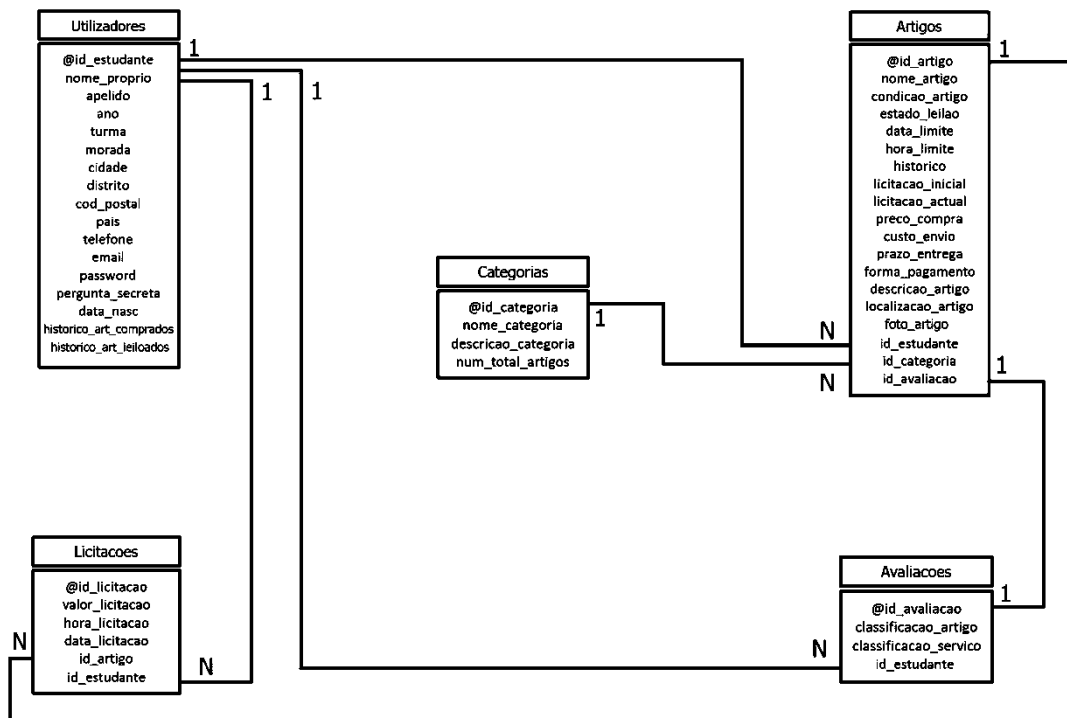 Utilizadores
@id_estudante
nome_proprio
apelido
ano
turma
morada
cidade
distrito
cod_postal
pais
telefone
email
password
pergunta_secreta
data_nasc
historico_art_comprados
historico_art_leiloados
1
1
1
Artigos
@id_artigo
nome_artigo
condicao_artigo
estado_leilao
data_limite
hora_limite
historico
licitacao_inicial
licitacao_actual
preco_compra
custo_envio
prazo_entrega
forma_pagamento
descricao_artigo
localizacao_artigo
foto_artigo
id_estudante
id_categoria
id_avaliacao
1
N
N
1
Categorias
@id_categoria
nome_categoria
descricao_categoria
num_total_artigos
1
Licitacoes
@id_licitacao
valor_licitacao
hora_licitacao
data_licitacao
id_artigo
id_estudante
N
N
Avaliacoes
@id_avaliacao
classificacao_artigo
classificacao_servico
id_estudante
1
N